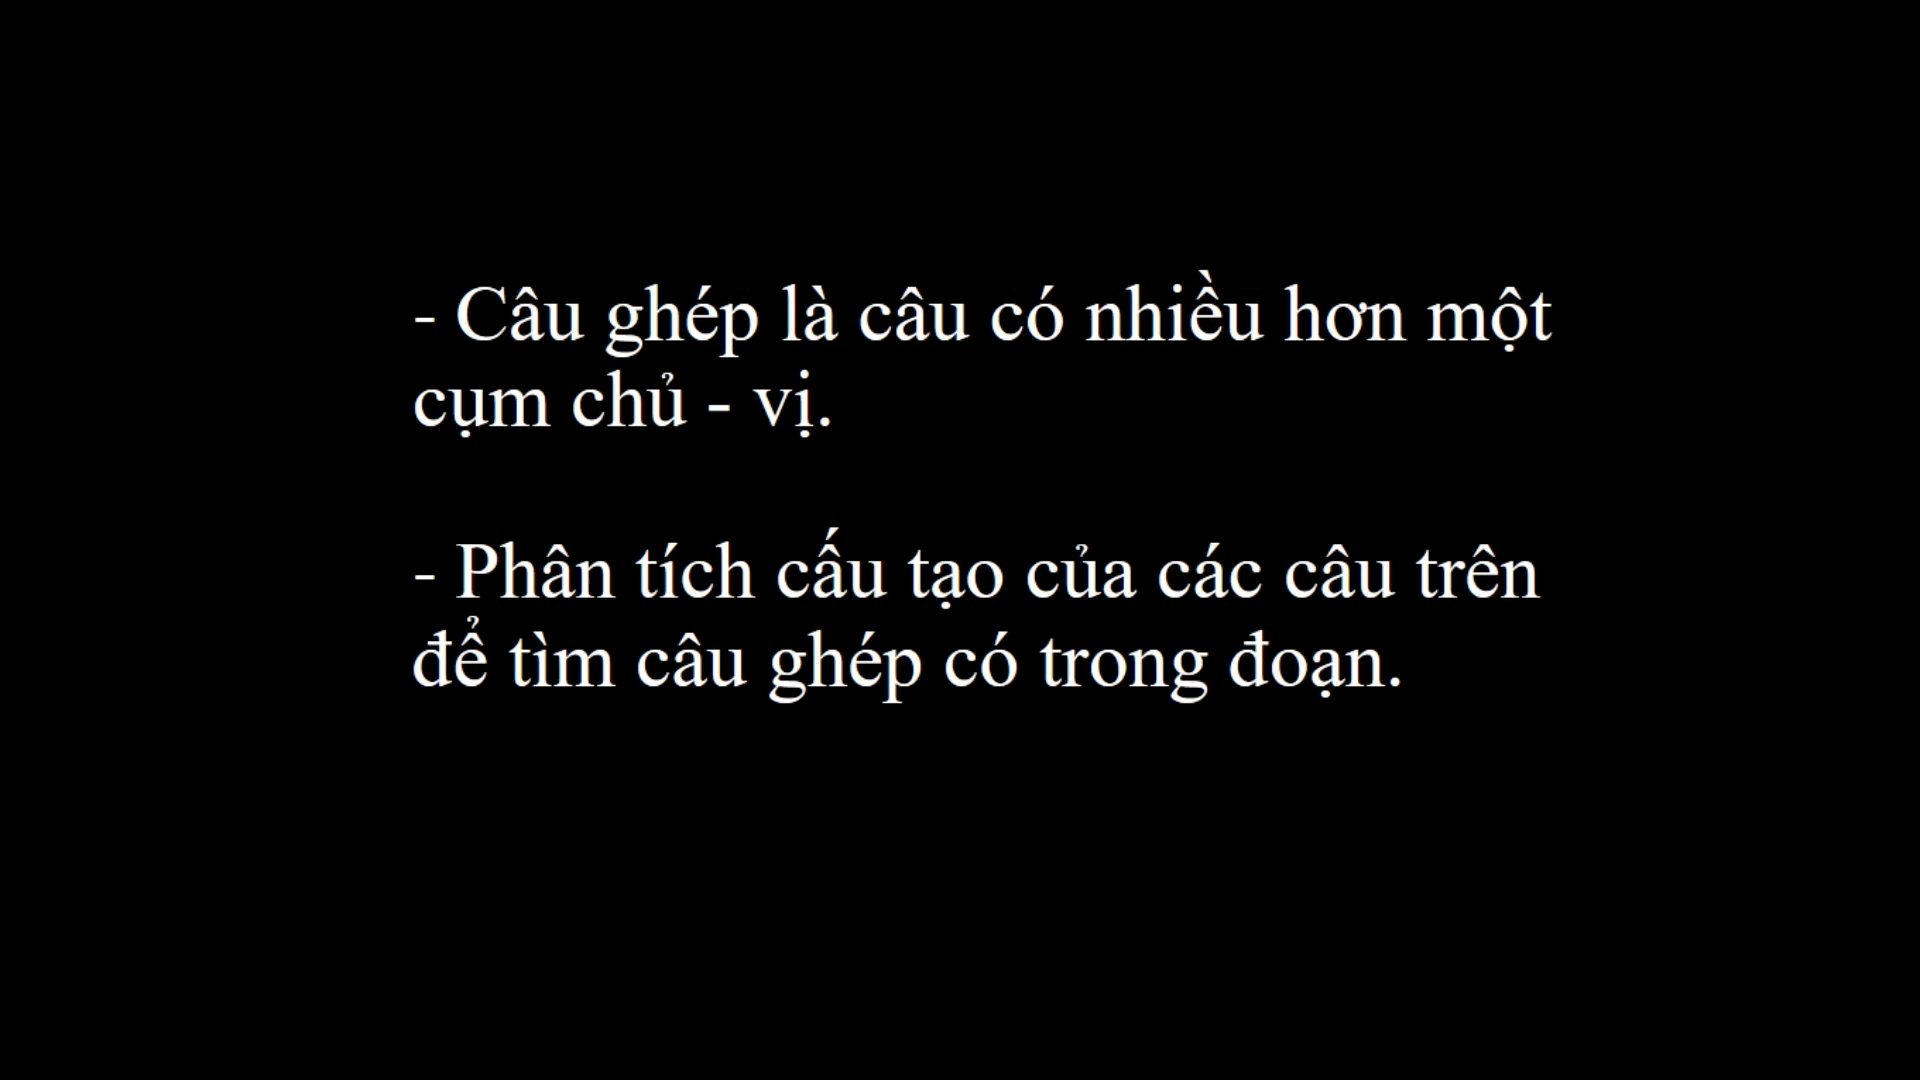 - Câu ghép là câu có nhiều hơn một
cụm chủ - vị.
- Phân tích cấu tạo của các câu trên
để tìm câu ghép có trong đoạn.